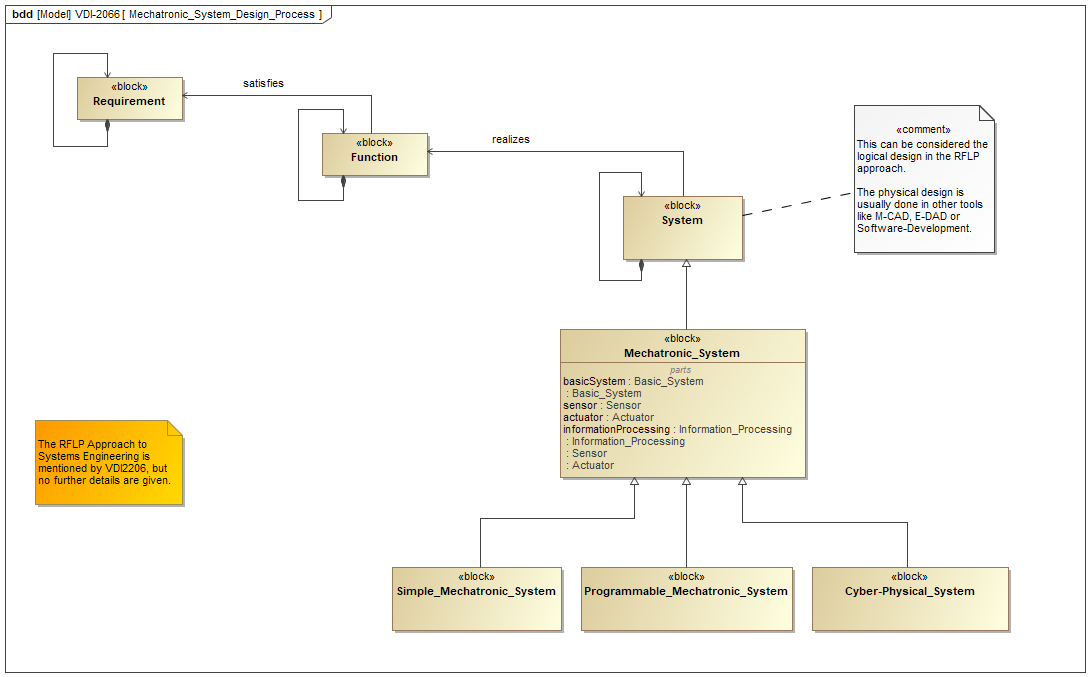 bdd [Model] VDI-2066 [ Mechatronic_System_Design_Process ]
«block»
Requirement
satisfies
«block»
Function
realizes
«block»
System
«comment»
This can be considered the
logical design in the RFLP
approach.
The physical design is
usually done in other tools
like M-CAD, E-DAD or
Software-Development.
«block»
Mechatronic_System
parts
basicSystem : Basic_System
: Basic_System
sensor : Sensor
actuator : Actuator
informationProcessing : Information_Processing
: Information_Processing
: Sensor
: Actuator
The RFLP Approach to
Systems Engineering is
mentioned by VDI2206, but
no further details are given.
«block»
Simple_Mechatronic_System
«block»
Programmable_Mechatronic_System
«block»
Cyber-Physical_System